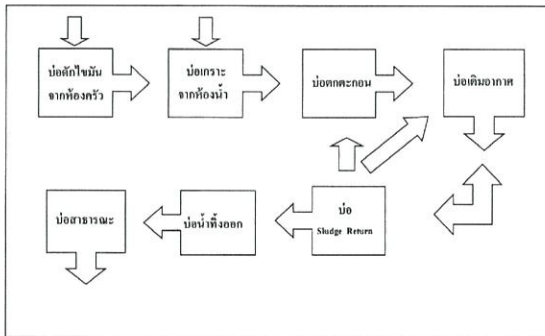 บ่อดักไขมัน
จากห้องครัว
บ่อเกราะ
จากห้องน้ำ
บ่อตกตะกอน
บ่อเติมอากาศ
บ่อสาธารณะ
บ่อน้ำทิ้งออก
บ่อ
Sludge Return